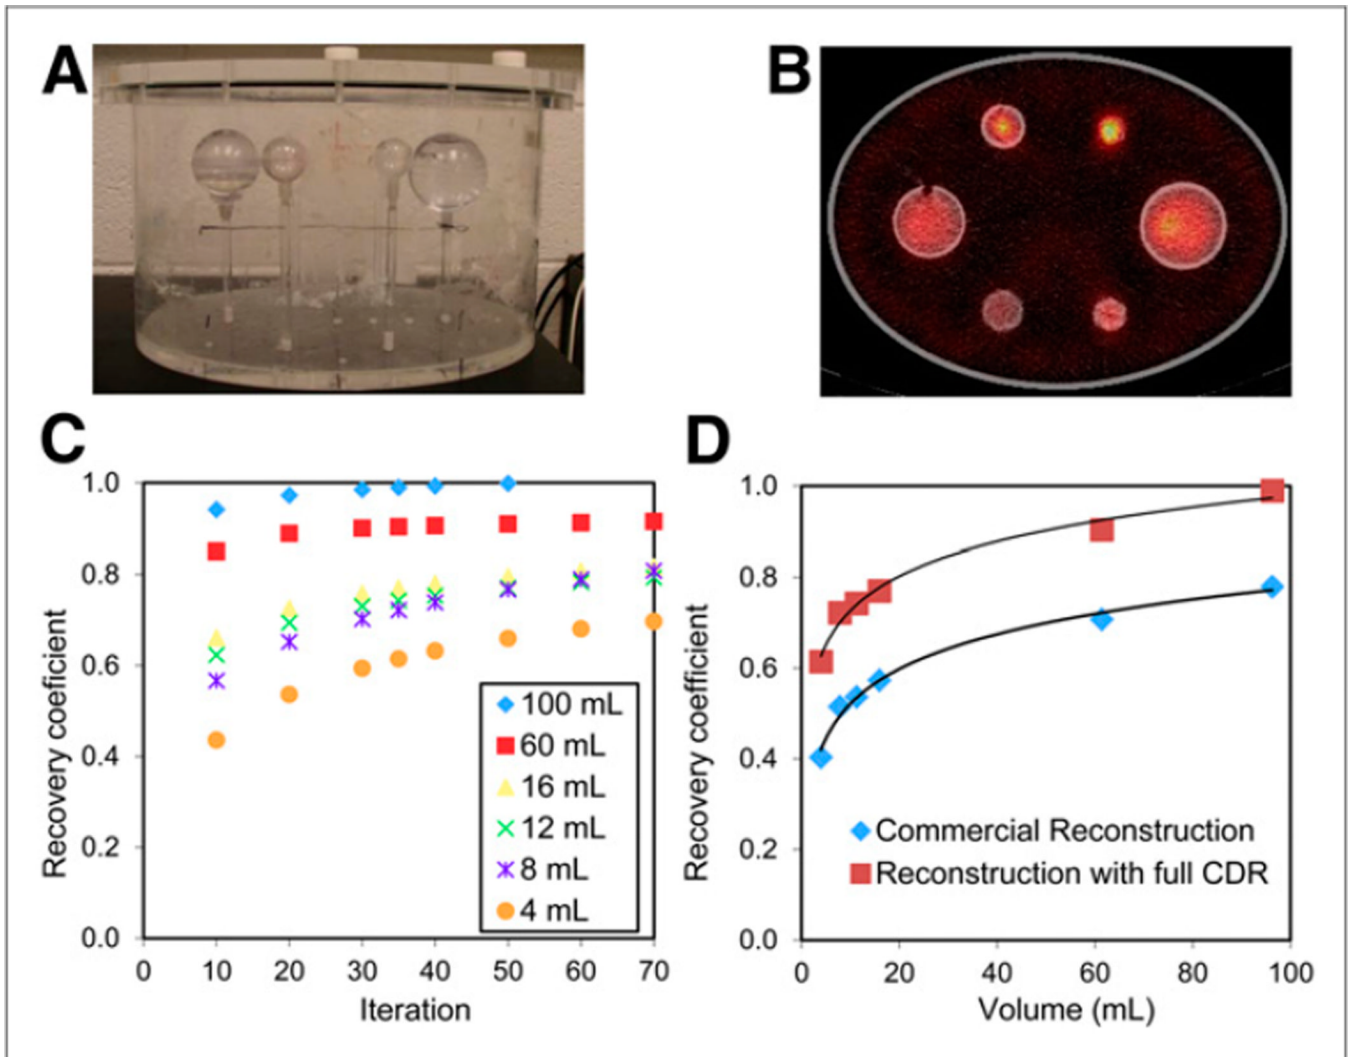 A
B
C
D
1.0
0.8
0.6
0.4
0.2
0.0
Recovery coeficient
0 10 20 30 40 50 60 70
Iteration
100 mL
60 mL
16 mL
12 mL
8 mL
4 mL
1.0
0.8
0.6
0.4
0.2
0.0
Recovery coefficient
0 20 40 60 80 100
Volume (mL)
Commercial Reconstruction
Reconstruction with full CDR